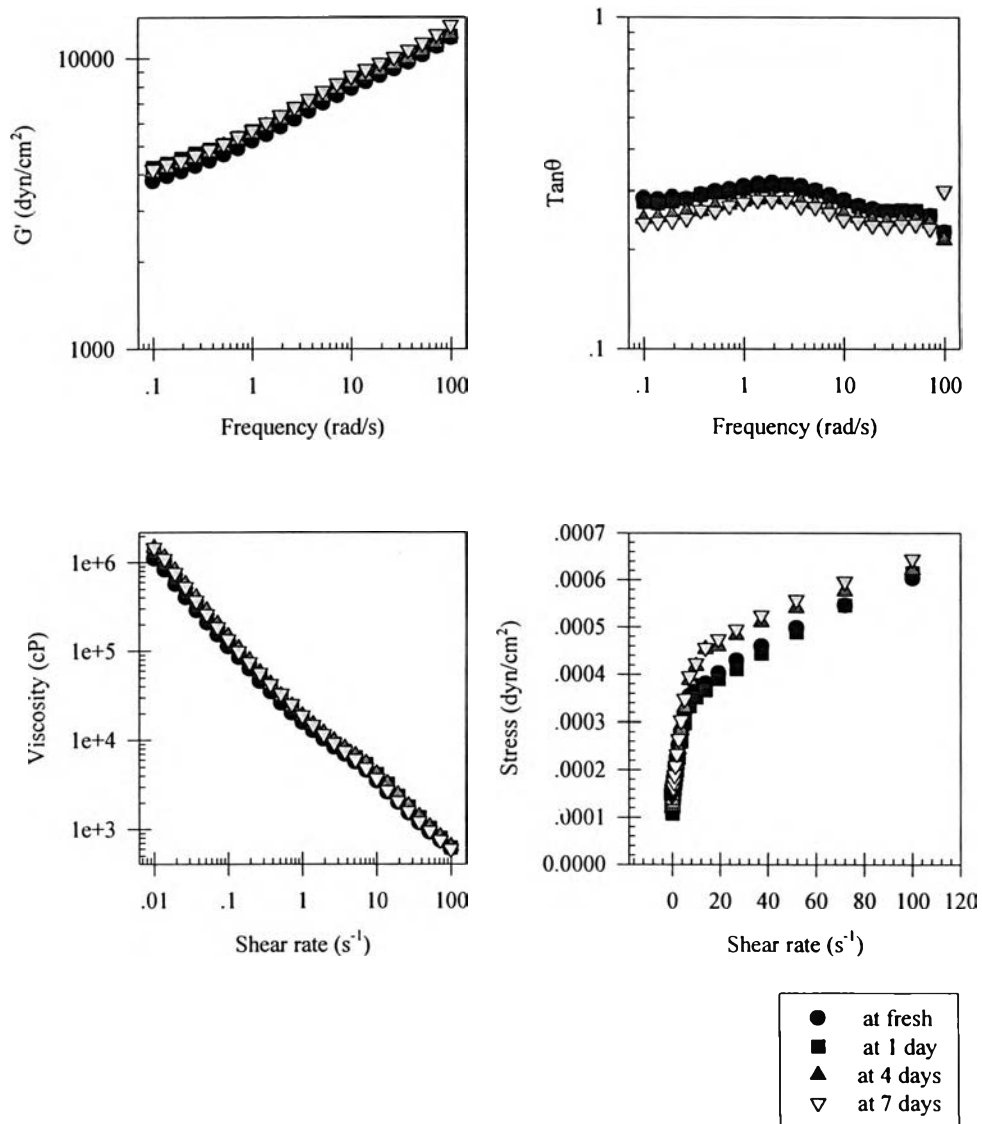 10000
1000
G' (dyn/cm²)
.1 1 10 100
Frequency (rad/s)
1
.1
Tanθ
.1 1 10 100
Frequency (rad/s)
1e+6
1e+5
1e+4
1e+3
Viscosity (cP)
.01 .1 1 10 100
Shear rate (s⁻¹)
.0007
.0006
.0005
.0004
.0003
.0002
.0001
0.0000
Stress (dyn/cm²)
0 20 40 60 80 100 120
Shear rate (s⁻¹)
at fresh
at 1 day
at 4 days
at 7 days